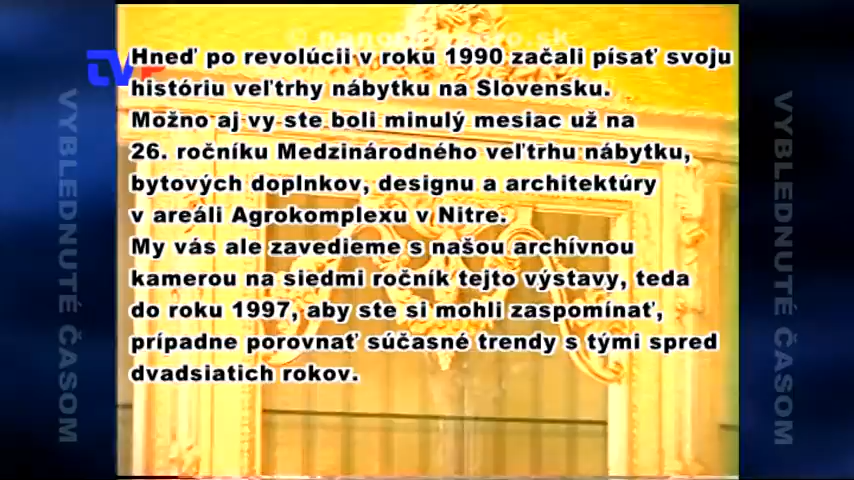 © nanoprostoro.sk
TVP
Hneď po revolúcii v roku 1990 začali písať svoju
históriu veľtrhy nábytku na Slovensku.
Možno aj vy ste boli minulý mesiac už na
26. ročníku Medzinárodného veľtrhu nábytku,
bytových doplnkov, designu a architektúry
v areáli Agrokomplexu v Nitre.
My vás ale zavedieme s našou archívnou
kamerou na siedmi ročník tejto výstavy, teda
do roku 1997, aby ste si mohli zaspomínať,
prípadne porovnať súčasné trendy s tými spred
dvadsiatich rokov.
VYBLEDNUTÉ ČASOM
VYBLEDNUTÉ ČASOM